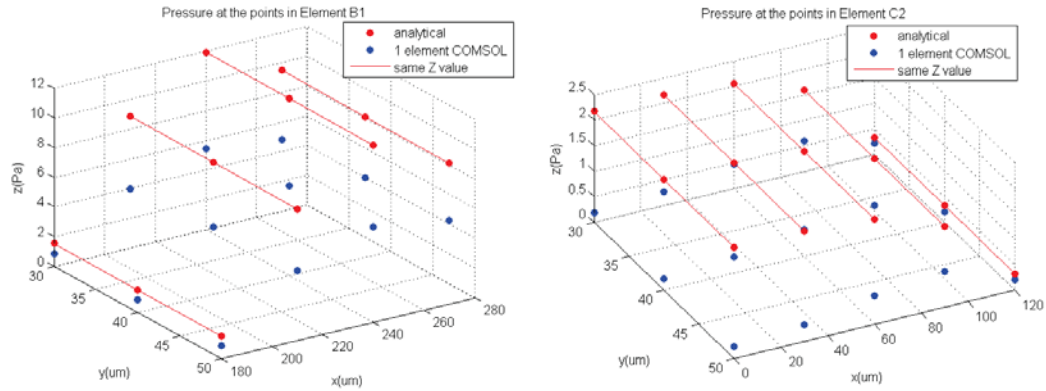 Pressure at the points in Element B1
analytical
1 element COMSOL
same Z value
12
10
8
6
4
2
0
z(Pa)
30
35
40
45
50
y(um)
180
200
220
240
260
280
x(um)
Pressure at the points in Element C2
analytical
1 element COMSOL
same Z value
2.5
2
1.5
1
0.5
0
z(Pa)
30
35
40
45
50
y(um)
0
20
40
60
80
100
120
x(um)